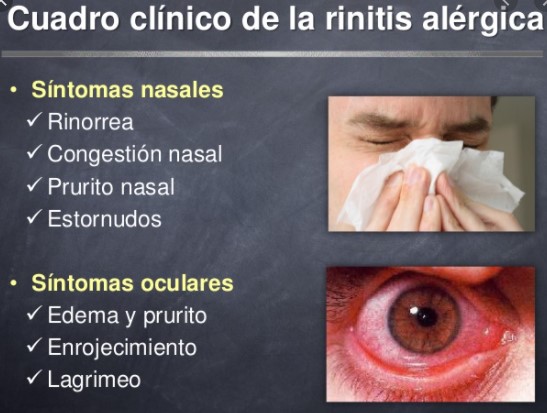 Cuadro clínico de la rinitis alérgica
• Síntomas nasales
✓ Rinorrea
✓ Congestión nasal
✓ Prurito nasal
✓ Estornudos
• Síntomas oculares
✓ Edema y prurito
✓ Enrojecimiento
✓ Lagrimeo